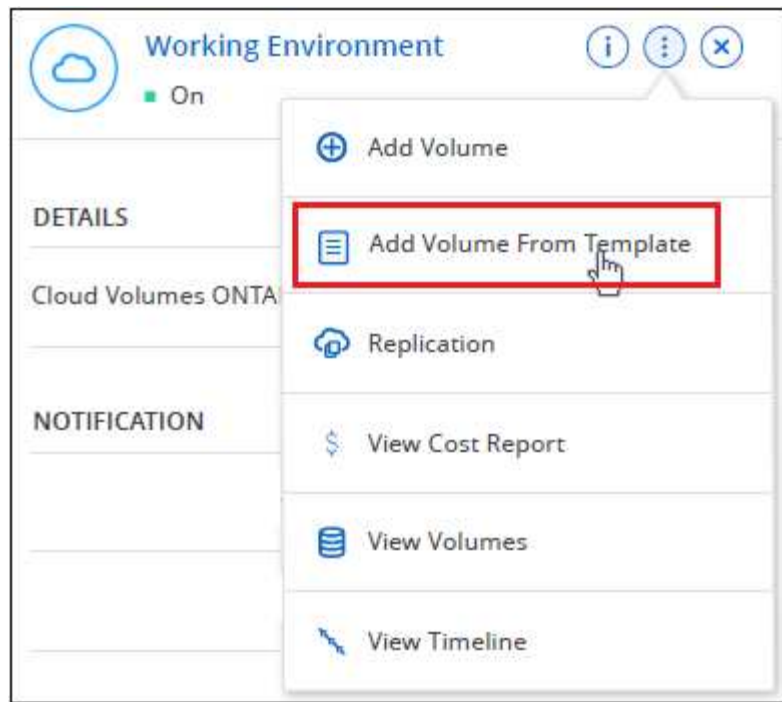 Working Environment
On
Add Volume
DETAILS
Add Volume From Template
Cloud Volumes ONTA
Replication
NOTIFICATION
View Cost Report
View Volumes
View Timeline